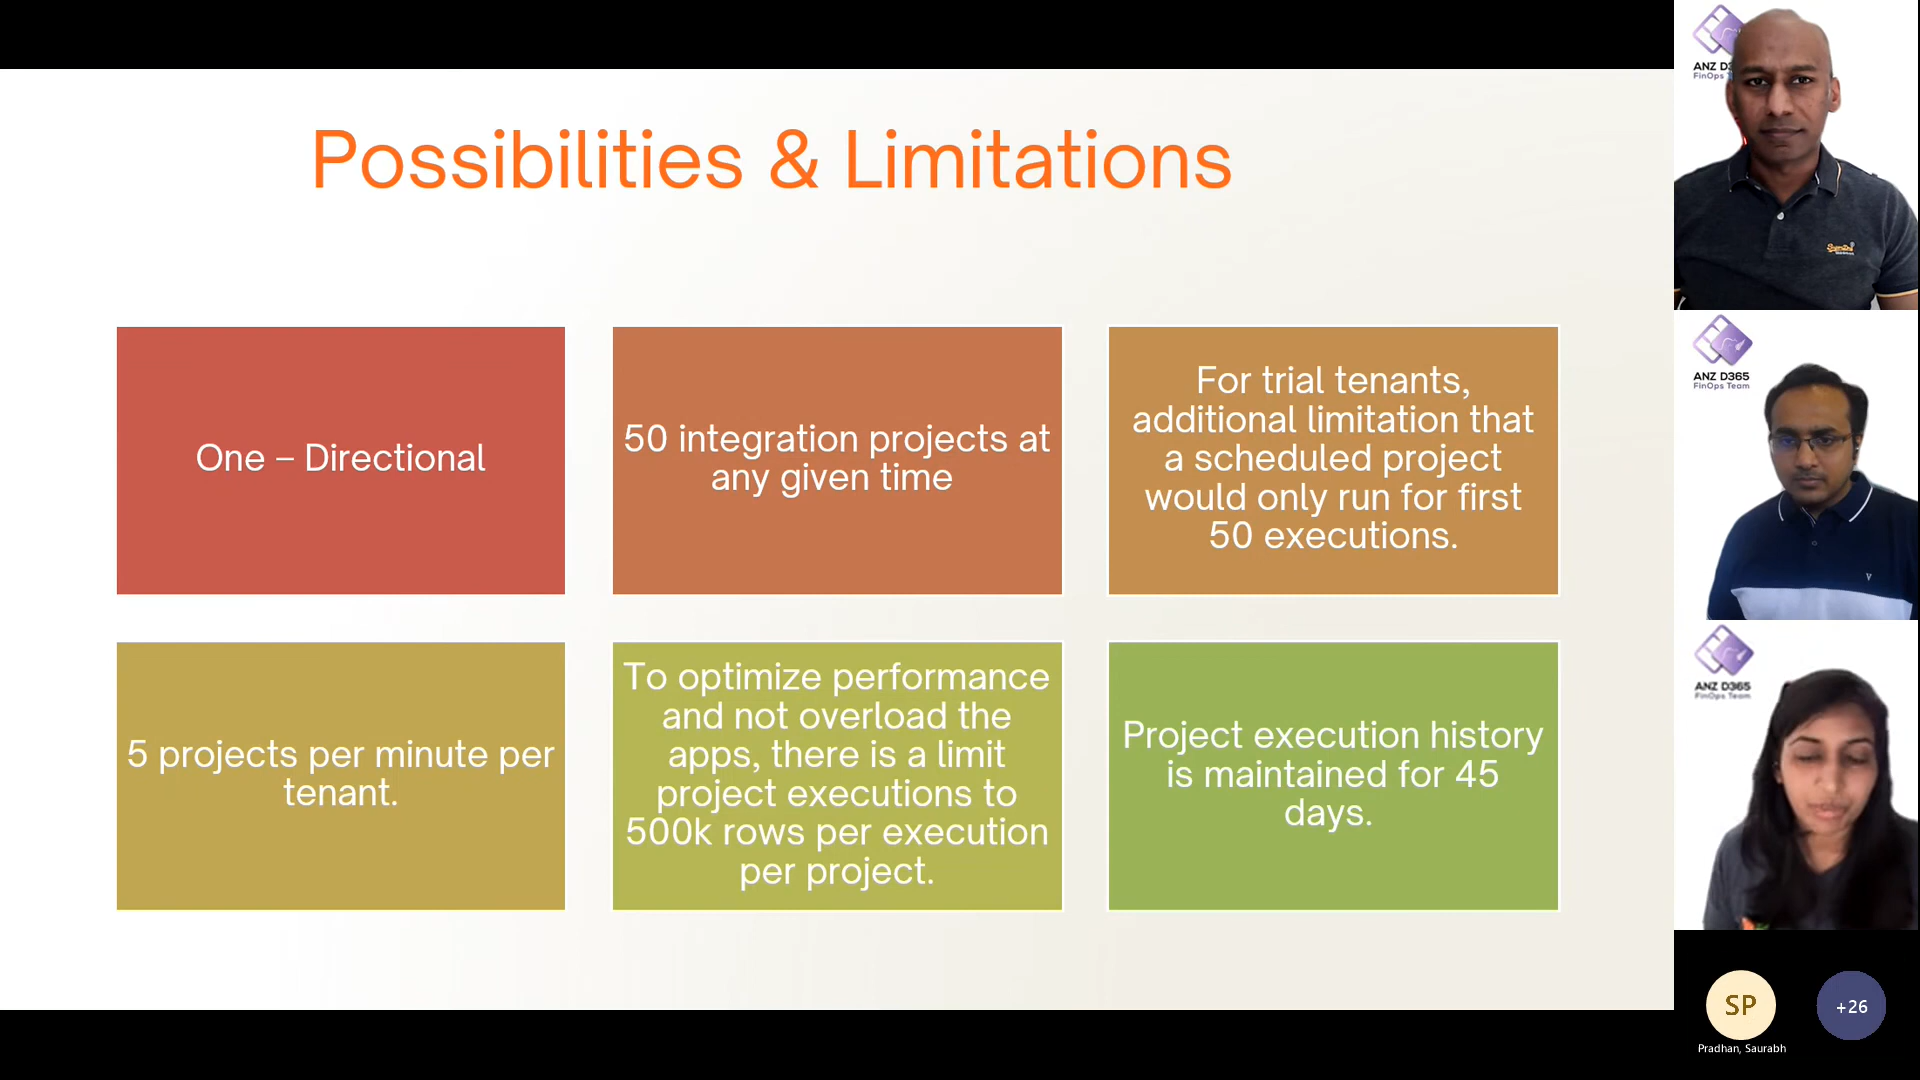 Possibilities & Limitations
One – Directional
50 integration projects at
any given time
For trial tenants,
additional limitation that
a scheduled project
would only run for first
50 executions.
5 projects per minute per
tenant.
To optimize performance
and not overload the
apps, there is a limit
project executions to
500k rows per execution
per project.
Project execution history
is maintained for 45
days.
FinOps
ANZ D365
FinOps Team
ANZ D365
FinOps Team
SP
+26
Pradhan, Saurabh